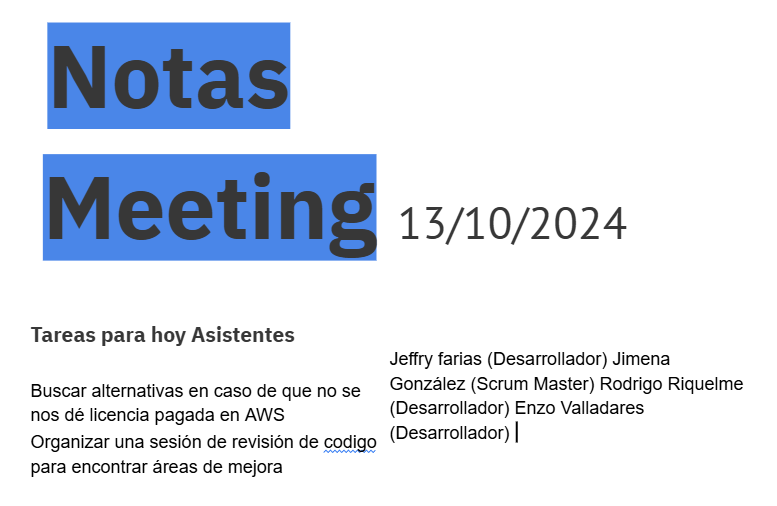 Notas
Meeting 13/10/2024
Tareas para hoy Asistentes
Buscar alternativas en caso de que no se
nos dé licencia pagada en AWS
Organizar una sesión de revisión de codigo
para encontrar áreas de mejora
Jeffry farias (Desarrollador) Jimena
González (Scrum Master) Rodrigo Riquelme
(Desarrollador) Enzo Valladares
(Desarrollador)